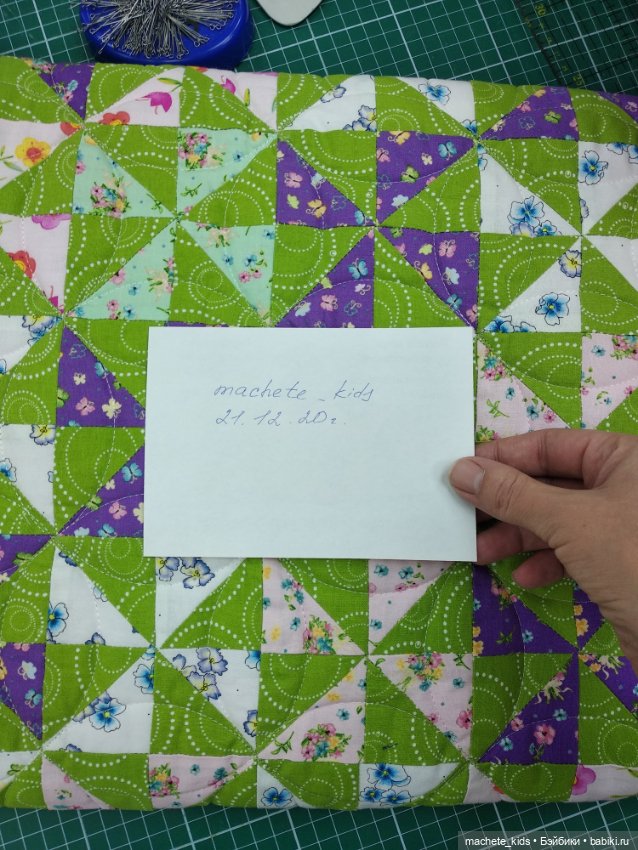 machete_kids
21.12.20г.
machete_kids • Бэйбики • babiki.ru